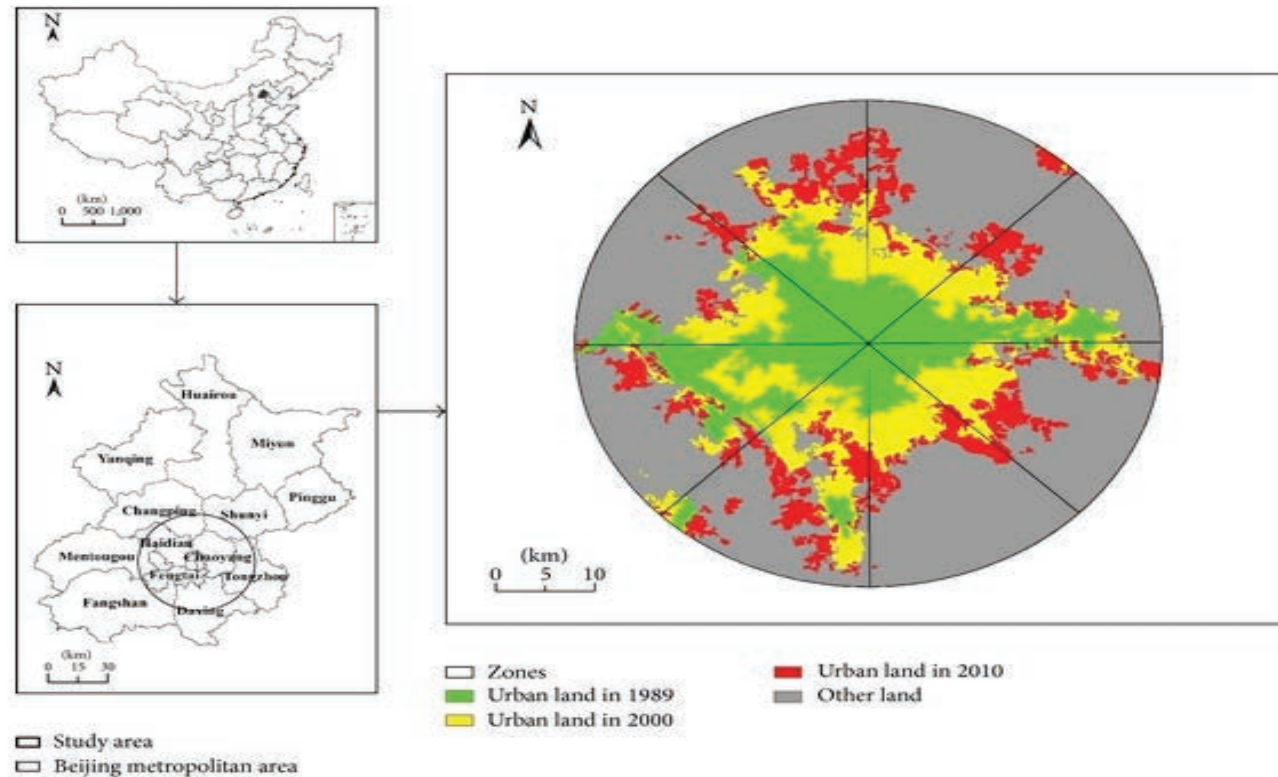 N
(km)
0 500 1,000
N
Huairou
Miyun
Yanqing
Pinggu
Changping
Shunyi
Haidian
Mentougou
Chaoyang
Fengtai
Tongzhou
Fangshan
Daxing
(km)
0 15 30
Study area
Beijing metropolitan area
N
(km)
0 5 10
Zones
Urban land in 1989
Urban land in 2000
Urban land in 2010
Other land